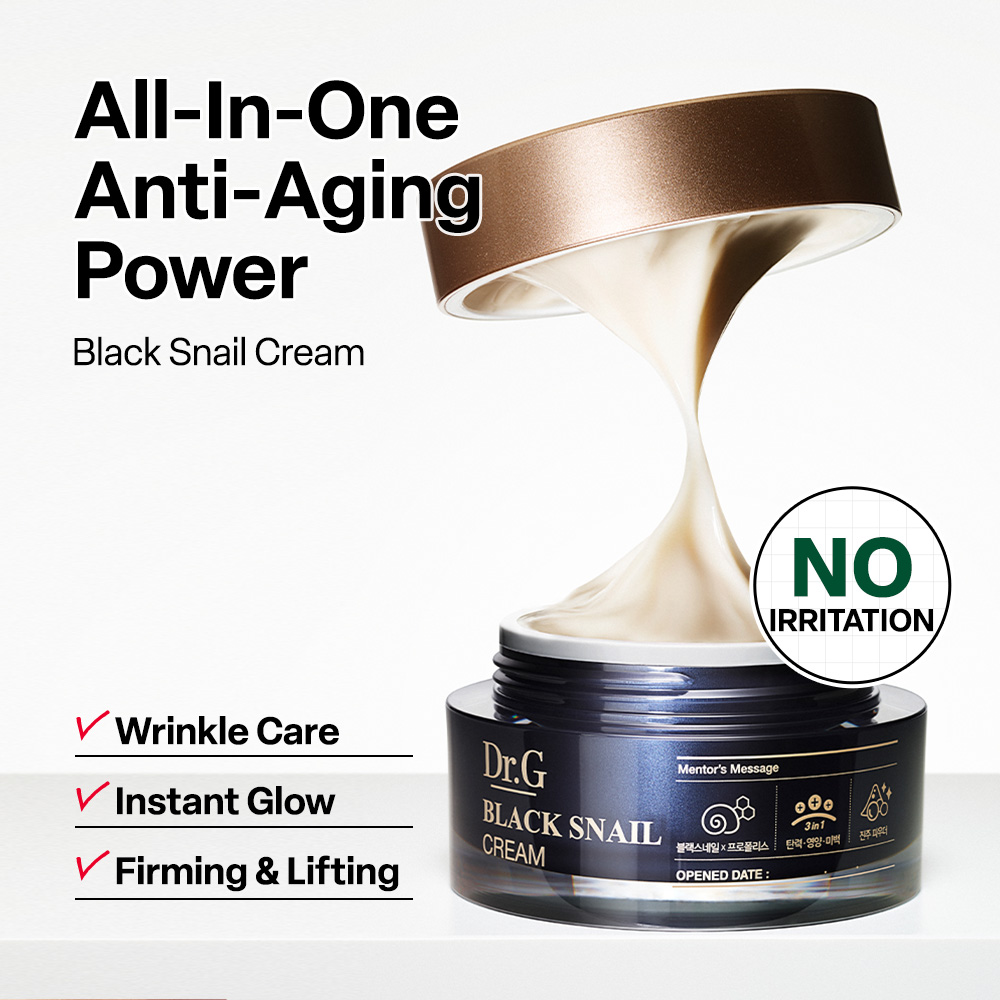 All-In-One
Anti-Aging
Power
Black Snail Cream
NO
IRRITATION
Wrinkle Care
Instant Glow
Firming & Lifting
Dr.G
BLACK SNAIL
CREAM
Mentor's Message
3 in 1
블랙스네일 x 프로폴리스
탄력·영양·미백
진주 파우더
OPENED DATE :